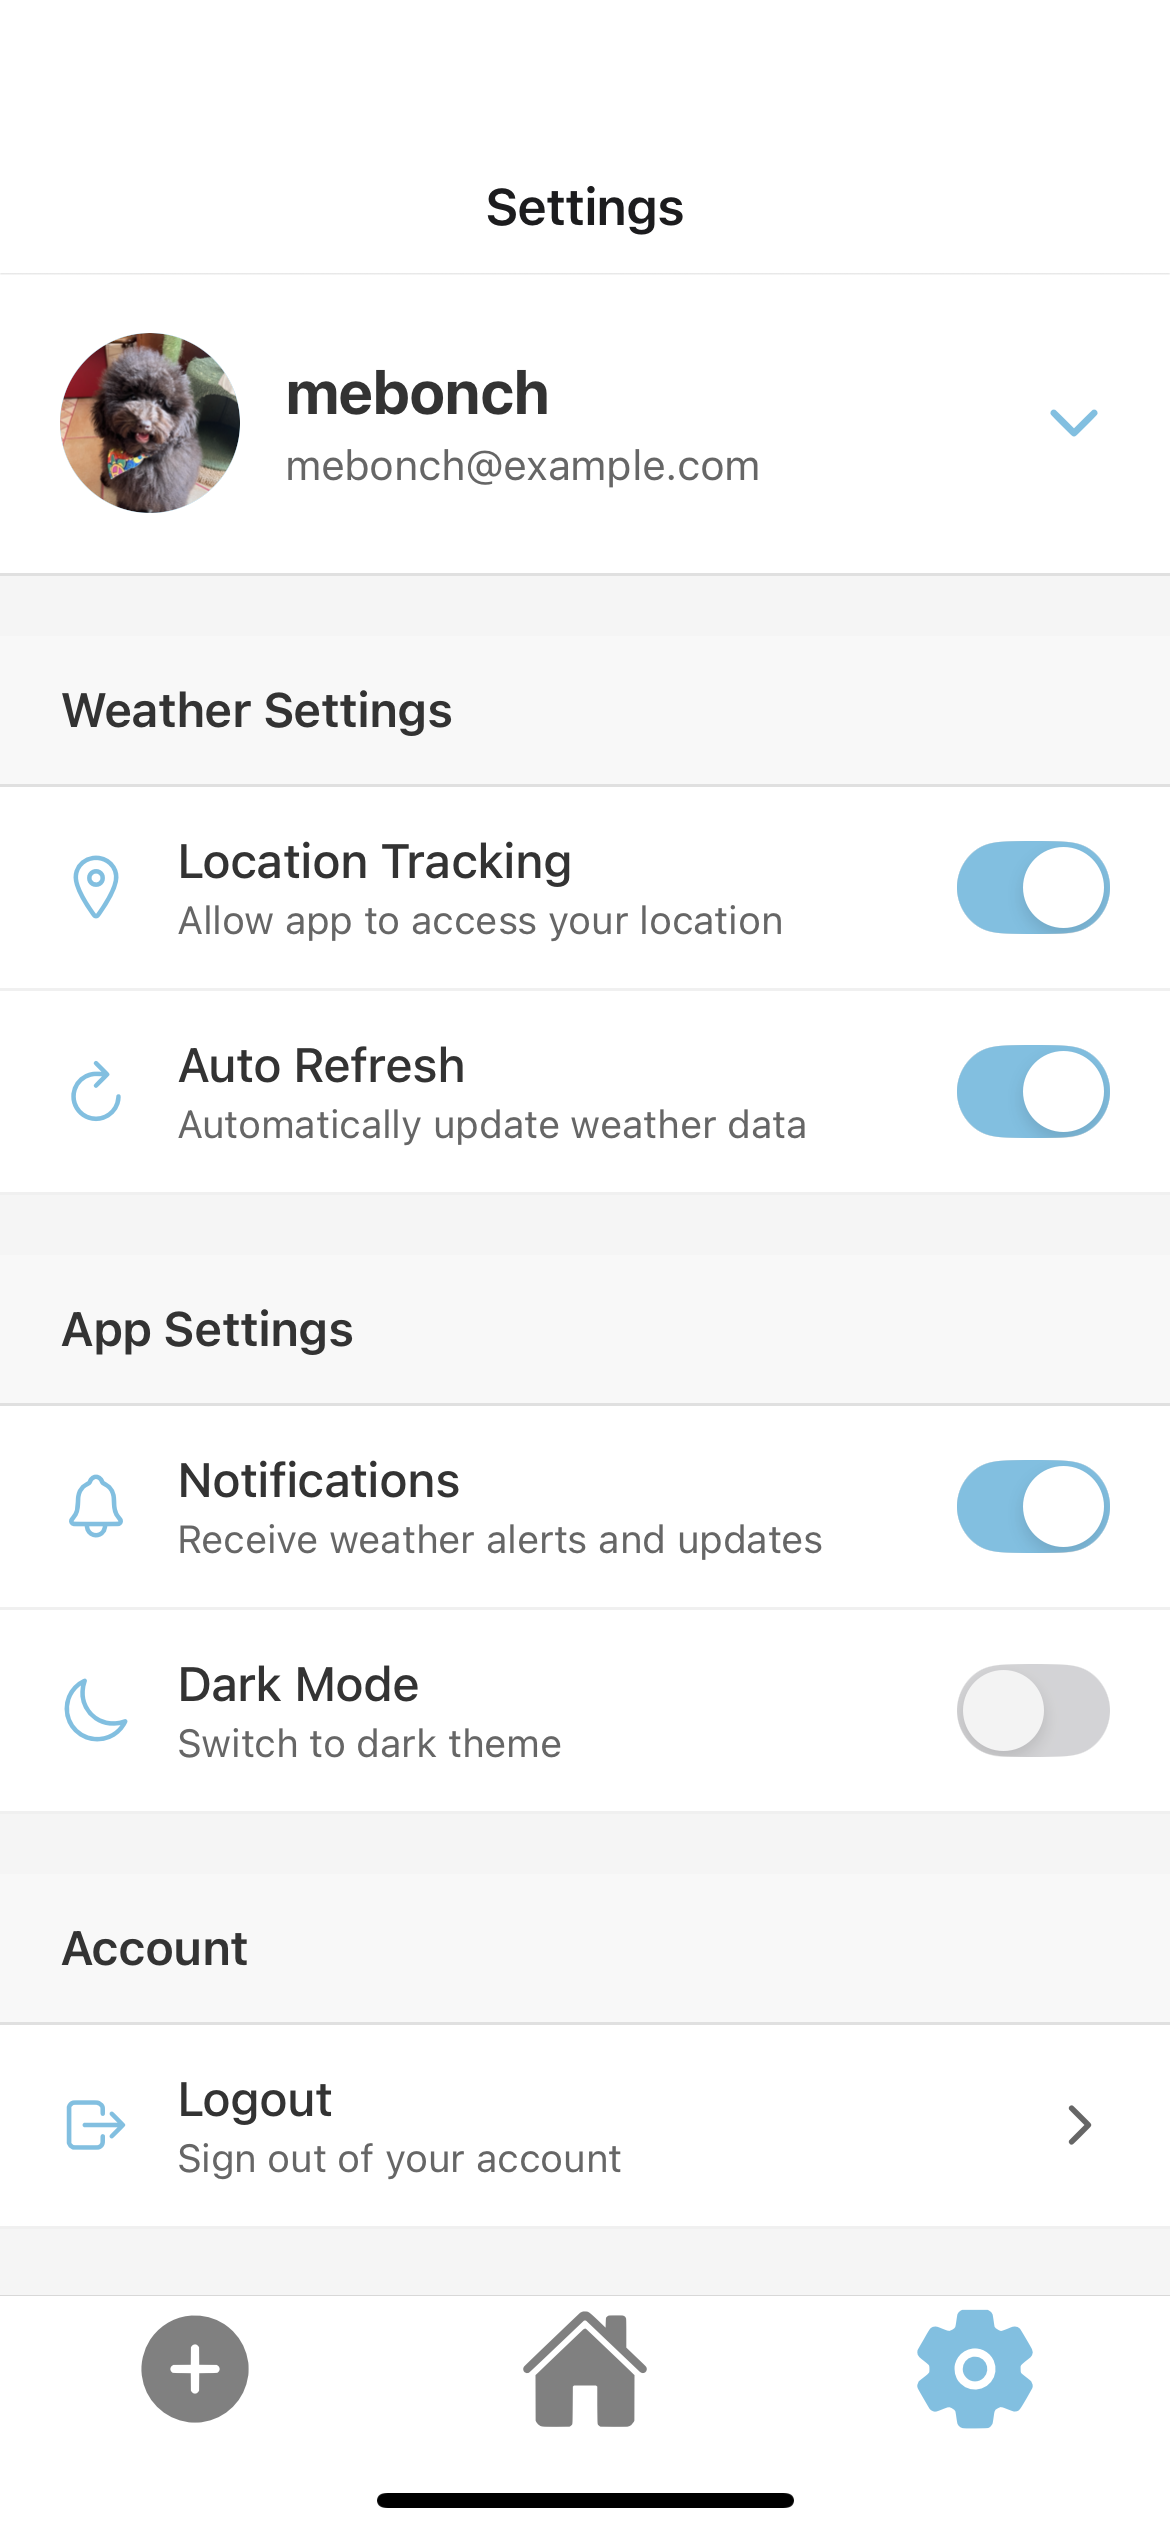 Settings
mebonch
mebonch@example.com
Weather Settings
Location Tracking
Allow app to access your location
Auto Refresh
Automatically update weather data
App Settings
Notifications
Receive weather alerts and updates
Dark Mode
Switch to dark theme
Account
Logout
Sign out of your account